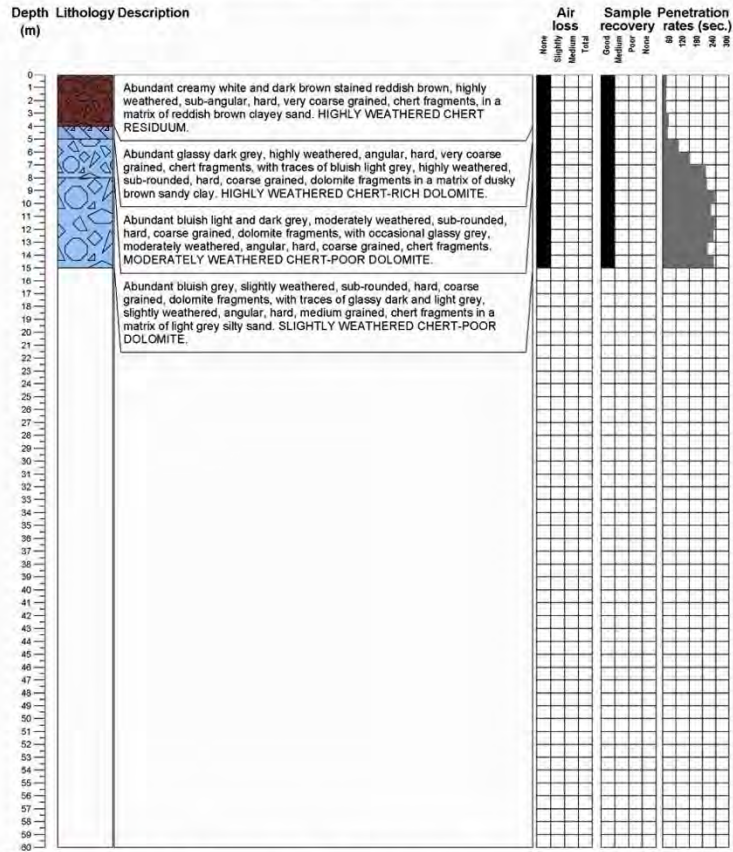 Depth Lithology Description
(m)
Air
loss
Sample
recovery
Penetration
rates (sec.)
None
Slightly
Medium
Total
Good
Medium
Poor
None
60
120
180
240
300
0
1
2
3
4
5
6
7
8
9
10
11
12
13
14
15
16
17
18
19
20
21
22
23
24
25
26
27
28
29
30
31
32
33
34
35
36
37
38
39
40
41
42
43
44
45
46
47
48
49
50
51
52
53
54
55
56
57
58
59
60
Abundant creamy white and dark brown stained reddish brown, highly
weathered, sub-angular, hard, very coarse grained, chert fragments, in a
matrix of reddish brown clayey sand. HIGHLY WEATHERED CHERT
RESIDUUM.
Abundant glassy dark grey, highly weathered, angular, hard, very coarse
grained, chert fragments, with traces of bluish light grey, highly weathered,
sub-rounded, hard, coarse grained, dolomite fragments in a matrix of dusky
brown sandy clay. HIGHLY WEATHERED CHERT-RICH DOLOMITE.
Abundant bluish light and dark grey, moderately weathered, sub-rounded,
hard, coarse grained, dolomite fragments, with occasional glassy grey,
moderately weathered, angular, hard, coarse grained, chert fragments.
MODERATELY WEATHERED CHERT-POOR DOLOMITE.
Abundant bluish grey, slightly weathered, sub-rounded, hard, coarse
grained, dolomite fragments, with traces of glassy dark and light grey,
slightly weathered, angular, hard, medium grained, chert fragments in a
matrix of light grey silty sand. SLIGHTLY WEATHERED CHERT-POOR
DOLOMITE.